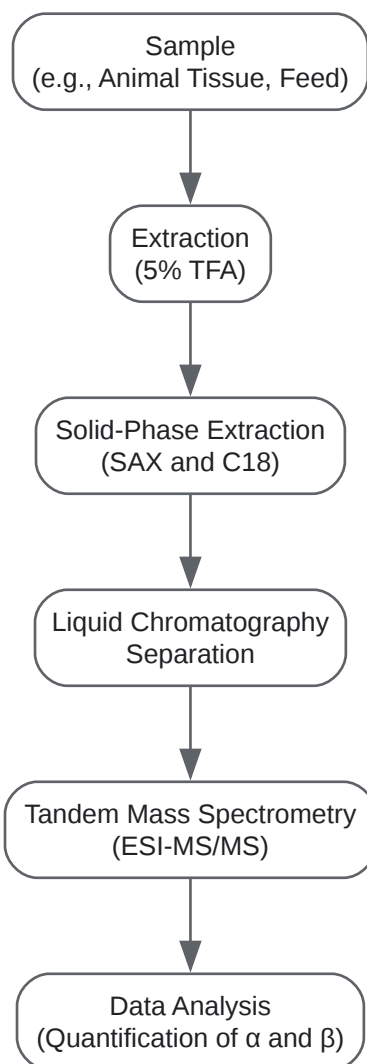 Sample
(e.g., Animal Tissue, Feed)
Extraction
(5% TFA)
Solid-Phase Extraction
(SAX and C18)
Liquid Chromatography
Separation
Tandem Mass Spectrometry
(ESI-MS/MS)
Data Analysis
(Quantification of α and β)